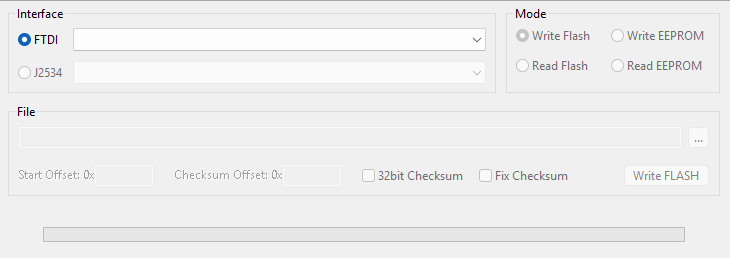 Interface
FTDI
J2534
Mode
Write Flash
Write EEPROM
Read Flash
Read EEPROM
File
...
Start Offset: 0x
Checksum Offset: 0x
32bit Checksum
Fix Checksum
Write FLASH